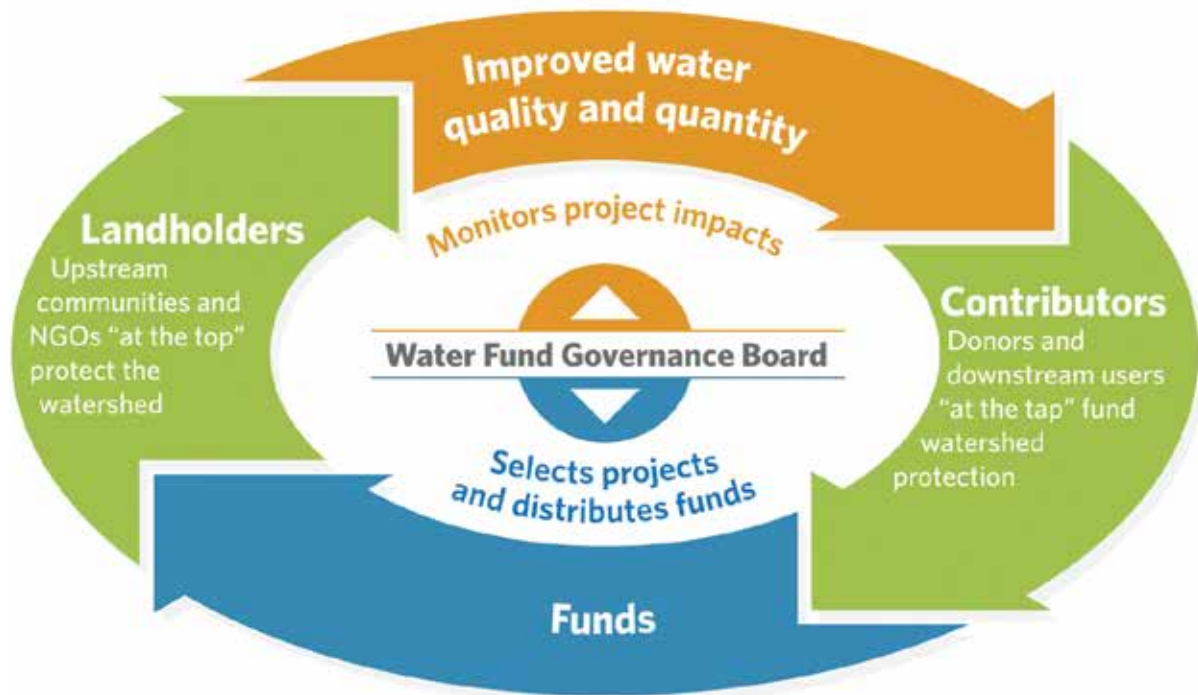 Improved water
quality and quantity
Monitors project impacts
Landholders
Upstream
communities and
NGOs “at the top”
protect the
watershed
Water Fund Governance Board
Contributors
Donors and
downstream users
“at the tap” fund
watershed
protection
Selects projects
and distributes funds
Funds